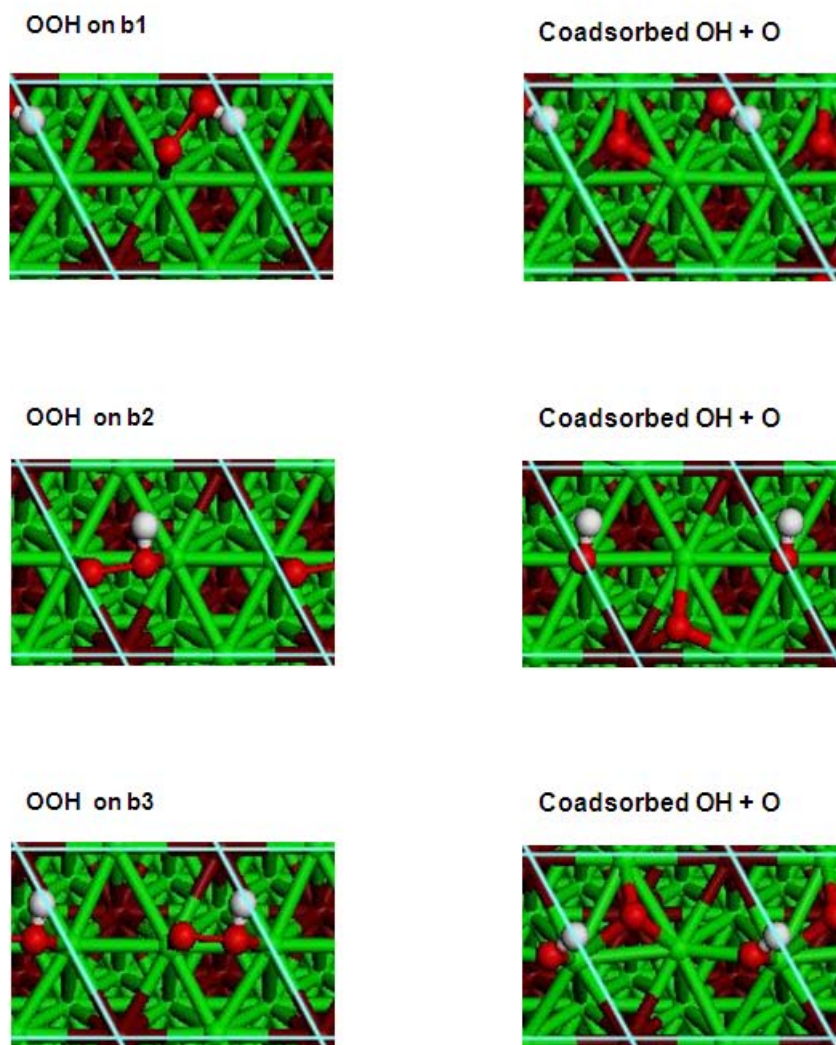 OOH on b1
Coadsorbed OH + O
OOH on b2
Coadsorbed OH + O
OOH on b3
Coadsorbed OH + O